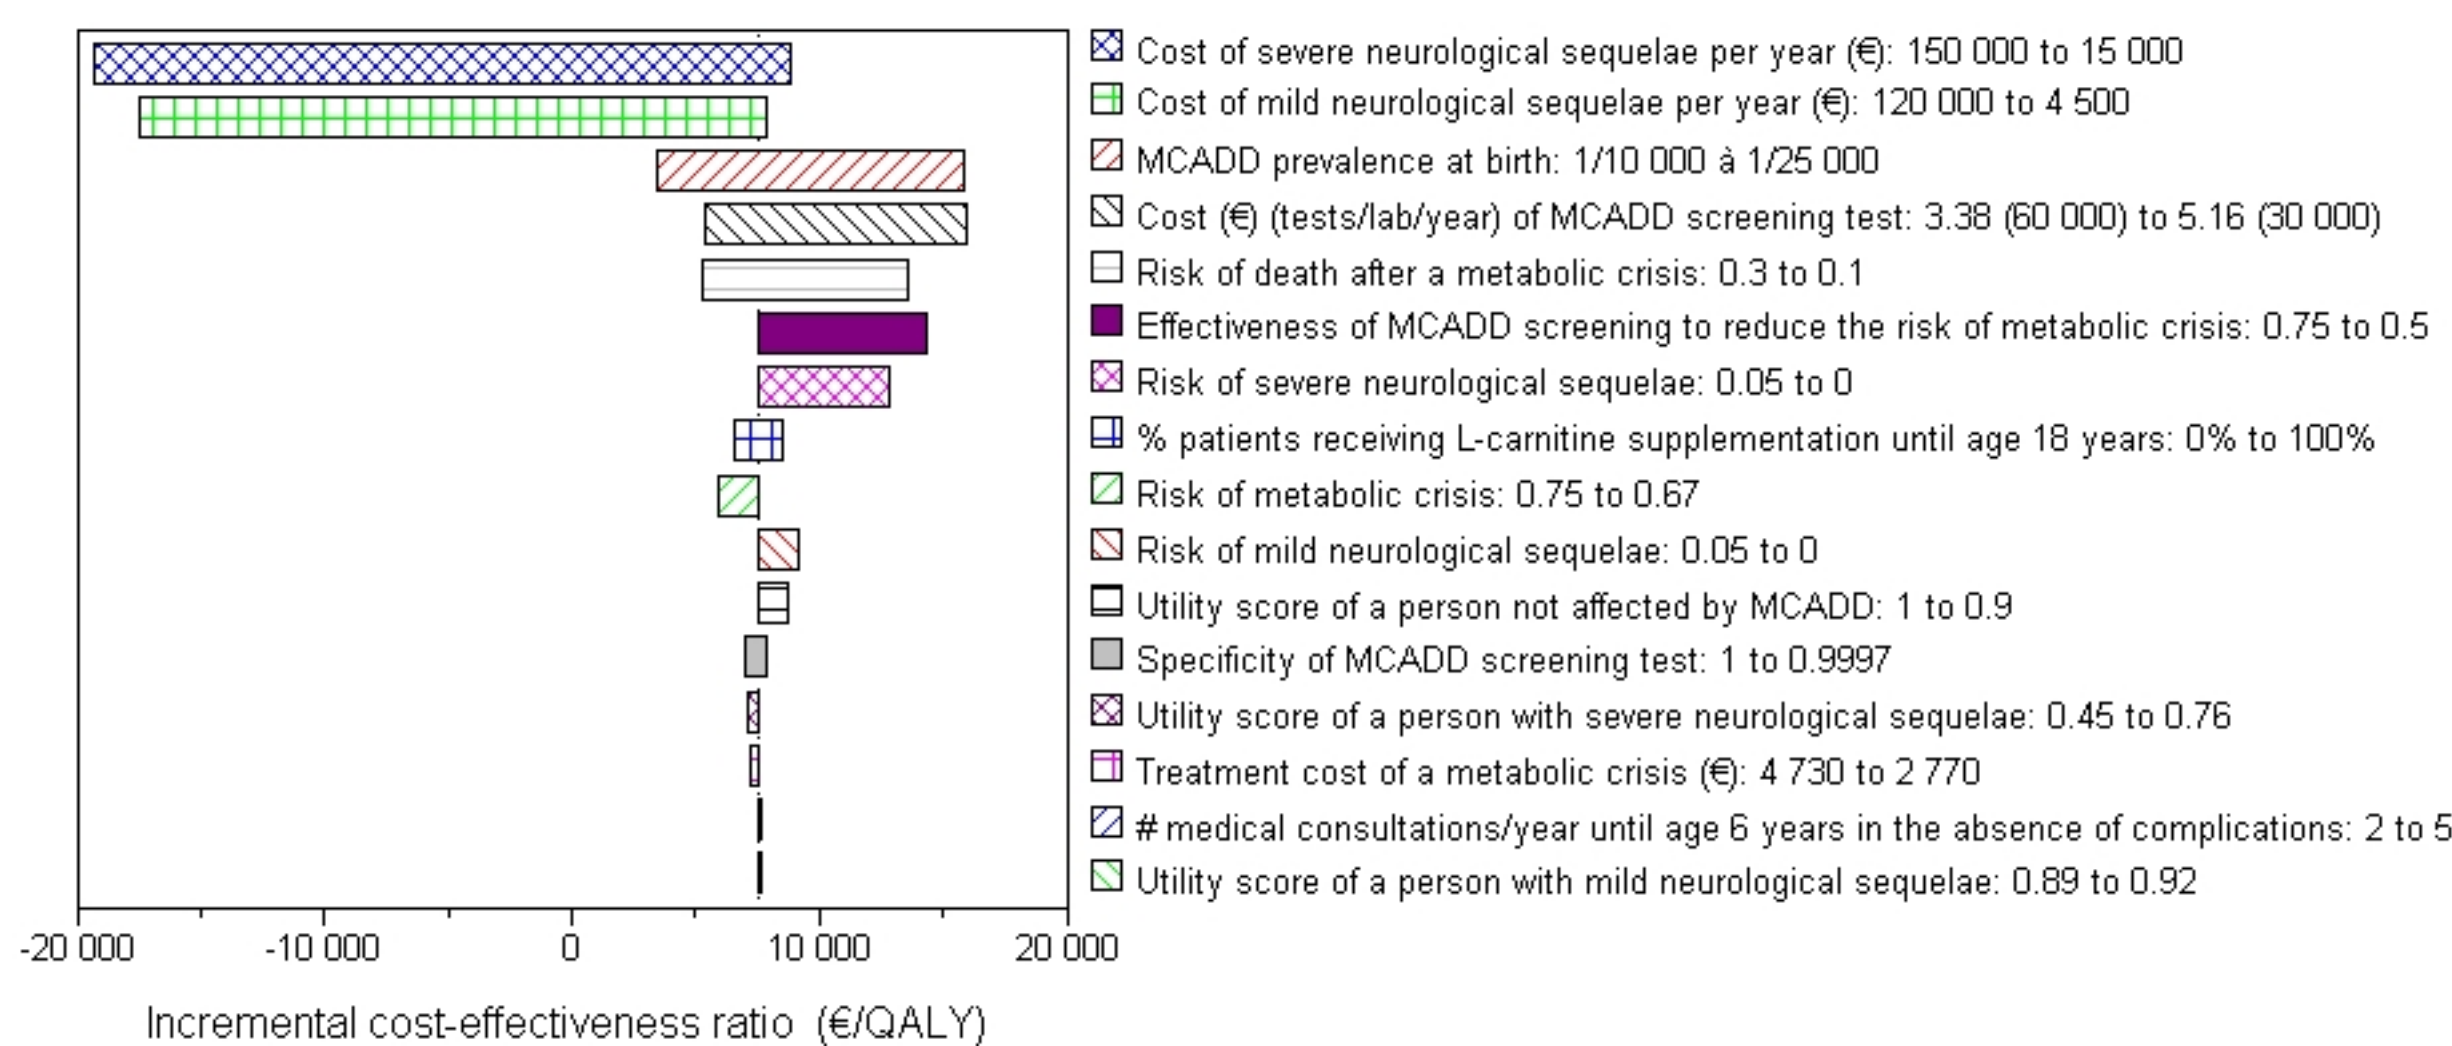 Cost of severe neurological sequelae per year (€): 150 000 to 15 000
Cost of mild neurological sequelae per year (€): 120 000 to 4 500
MCADD prevalence at birth: 1/10 000 à 1/25 000
Cost (€) (tests/lab/year) of MCADD screening test: 3.38 (60 000) to 5.16 (30 000)
Risk of death after a metabolic crisis: 0.3 to 0.1
Effectiveness of MCADD screening to reduce the risk of metabolic crisis: 0.75 to 0.5
Risk of severe neurological sequelae: 0.05 to 0
% patients receiving L-carnitine supplementation until age 18 years: 0% to 100%
Risk of metabolic crisis: 0.75 to 0.67
Risk of mild neurological sequelae: 0.05 to 0
Utility score of a person not affected by MCADD: 1 to 0.9
Specificity of MCADD screening test: 1 to 0.9997
Utility score of a person with severe neurological sequelae: 0.45 to 0.76
Treatment cost of a metabolic crisis (€): 4 730 to 2 770
# medical consultations/year until age 6 years in the absence of complications: 2 to 5
Utility score of a person with mild neurological sequelae: 0.89 to 0.92
-20 000 -10 000 0 10 000 20 000
Incremental cost-effectiveness ratio (€/QALY)